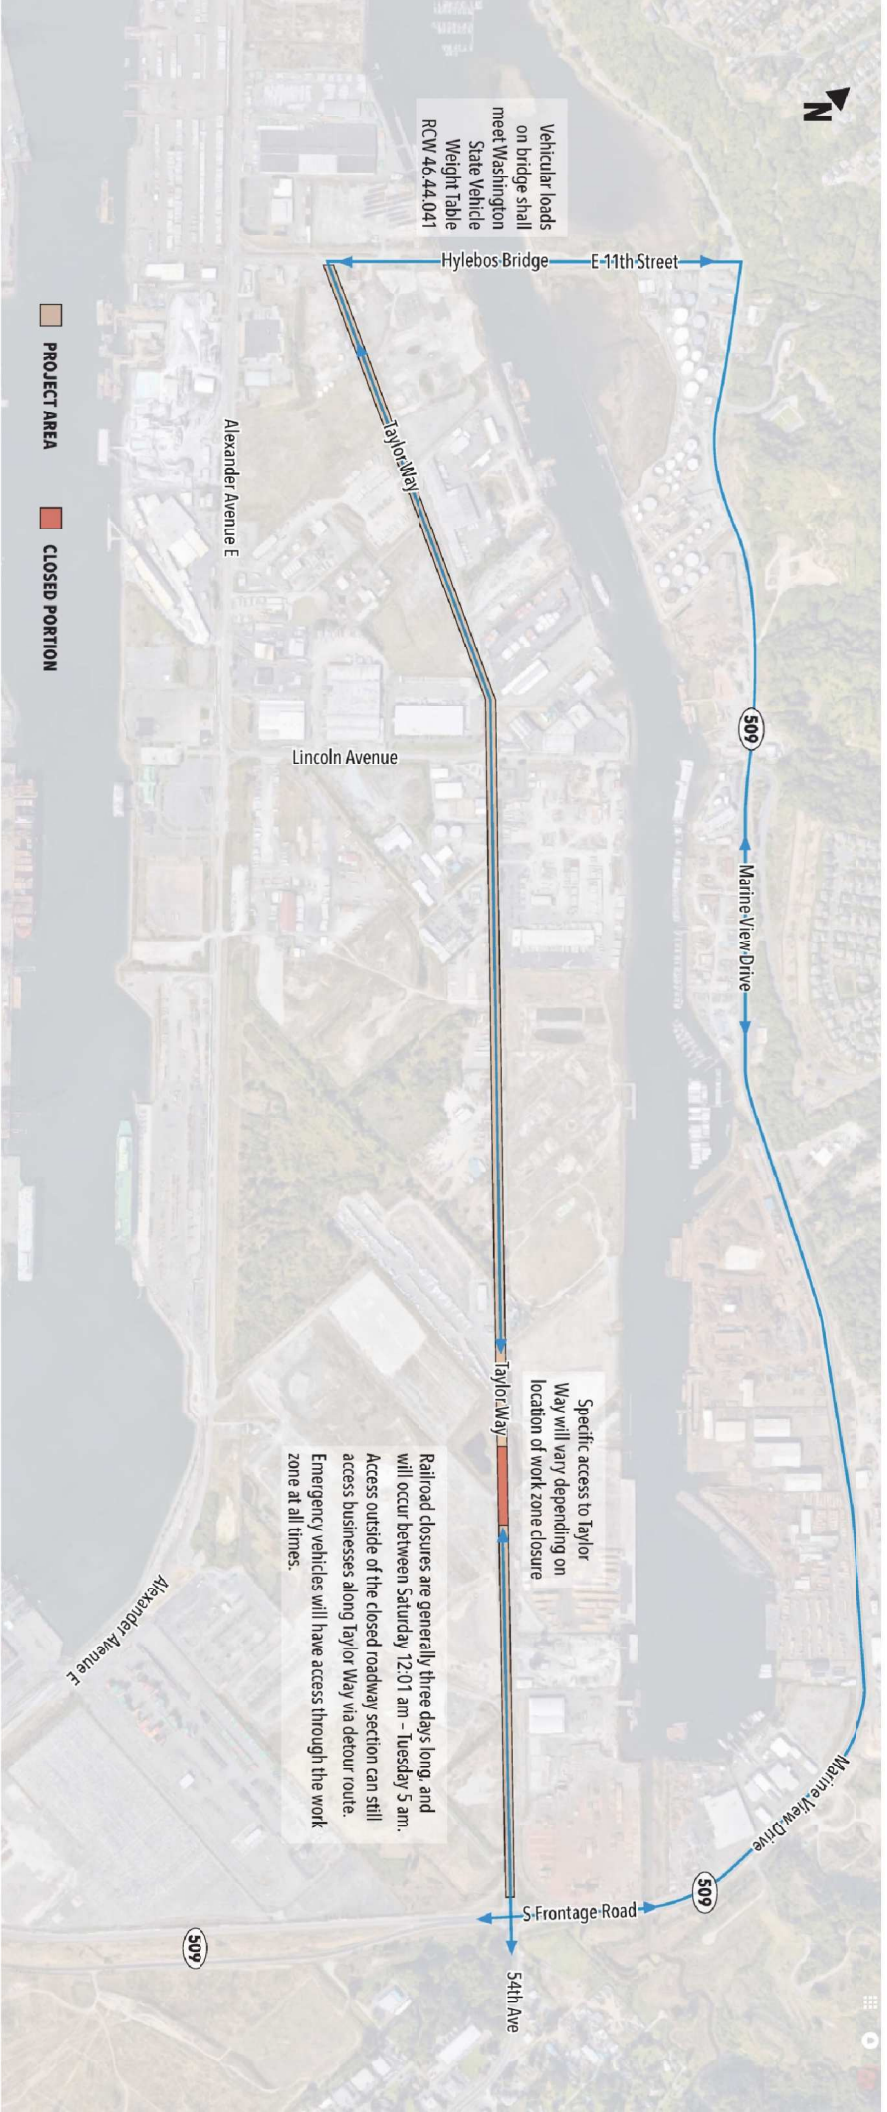 N
Vehicular loads
on bridge shall
meet Washington
State Vehicle
Weight Table
RCW 46.44.041
Hylebos Bridge
E 11th Street
Taylor Way
Alexander Avenue E
PROJECT AREA
CLOSED PORTION
Lincoln Avenue
509
Marine View Drive
Taylor Way
Specific access to Taylor
Way will vary depending on
location of work zone closure
Railroad closures are generally three days long, and
will occur between Saturday 12:01 am – Tuesday 5 am.
Access outside of the closed roadway section can still
access businesses along Taylor Way via detour route.
Emergency vehicles will have access through the work
zone at all times.
Alexander Avenue E
Marine View Drive
509
S Frontage Road
509
54th Ave